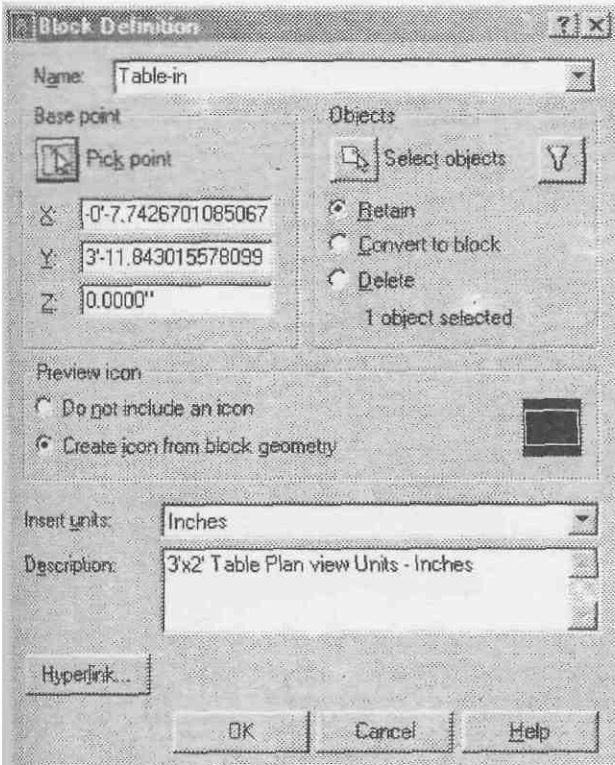 Block Definition
Name: Table-in
Base point
Pick point
X: -0'-7.7426701085067
Y: 3'-11.843015578099
Z: 0.0000"
Objects
Select objects
Retain
Convert to block
Delete
1 object selected
Preview icon
Do not include an icon
Create icon from block geometry
Insert units: Inches
Description: 3'x2' Table Plan view Units - Inches
Hyperlink...
OK Cancel Help